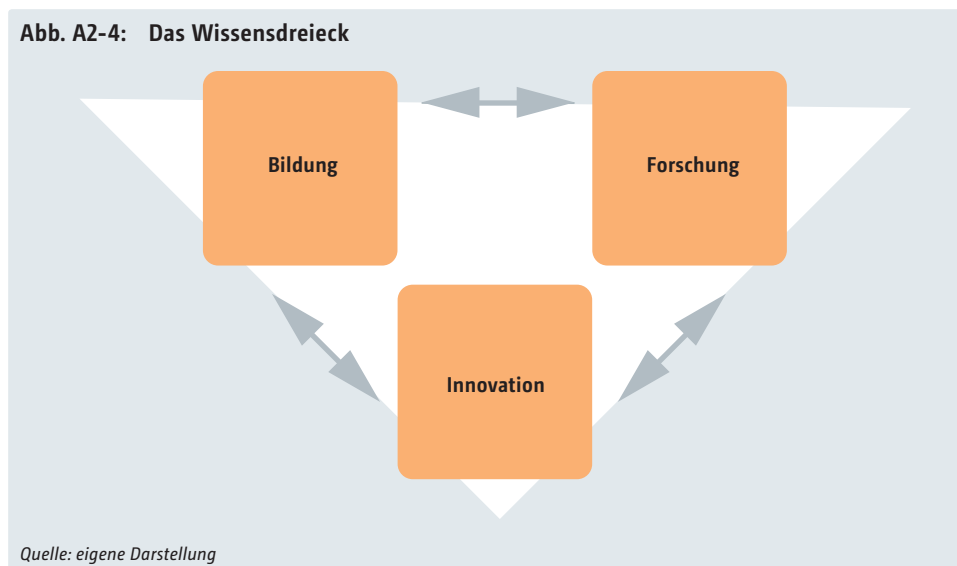 Abb. A2-4: Das Wissensdreieck
Bildung
Forschung
Innovation
Quelle: eigene Darstellung